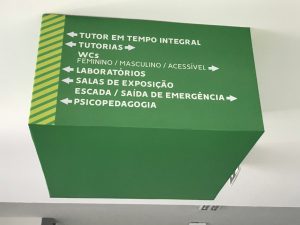 TUTOR EM TEMPO INTEGRAL
TUTORIAS
WCs
FEMININO / MASCULINO / ACESSÍVEL
LABORATÓRIOS
SALAS DE EXPOSIÇÃO
ESCADA / SAÍDA DE EMERGÊNCIA
PSICOPEDAGOGIA